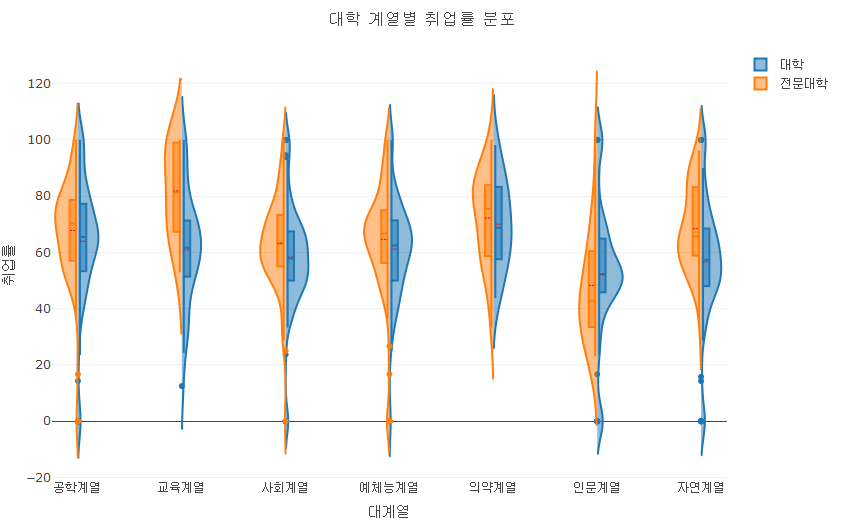 대학 계열별 취업률 분포
대학
전문대학
120
100
80
60
40
20
0
−20
취업률
공학계열
교육계열
사회계열
예체능계열
의약계열
인문계열
자연계열
대계열